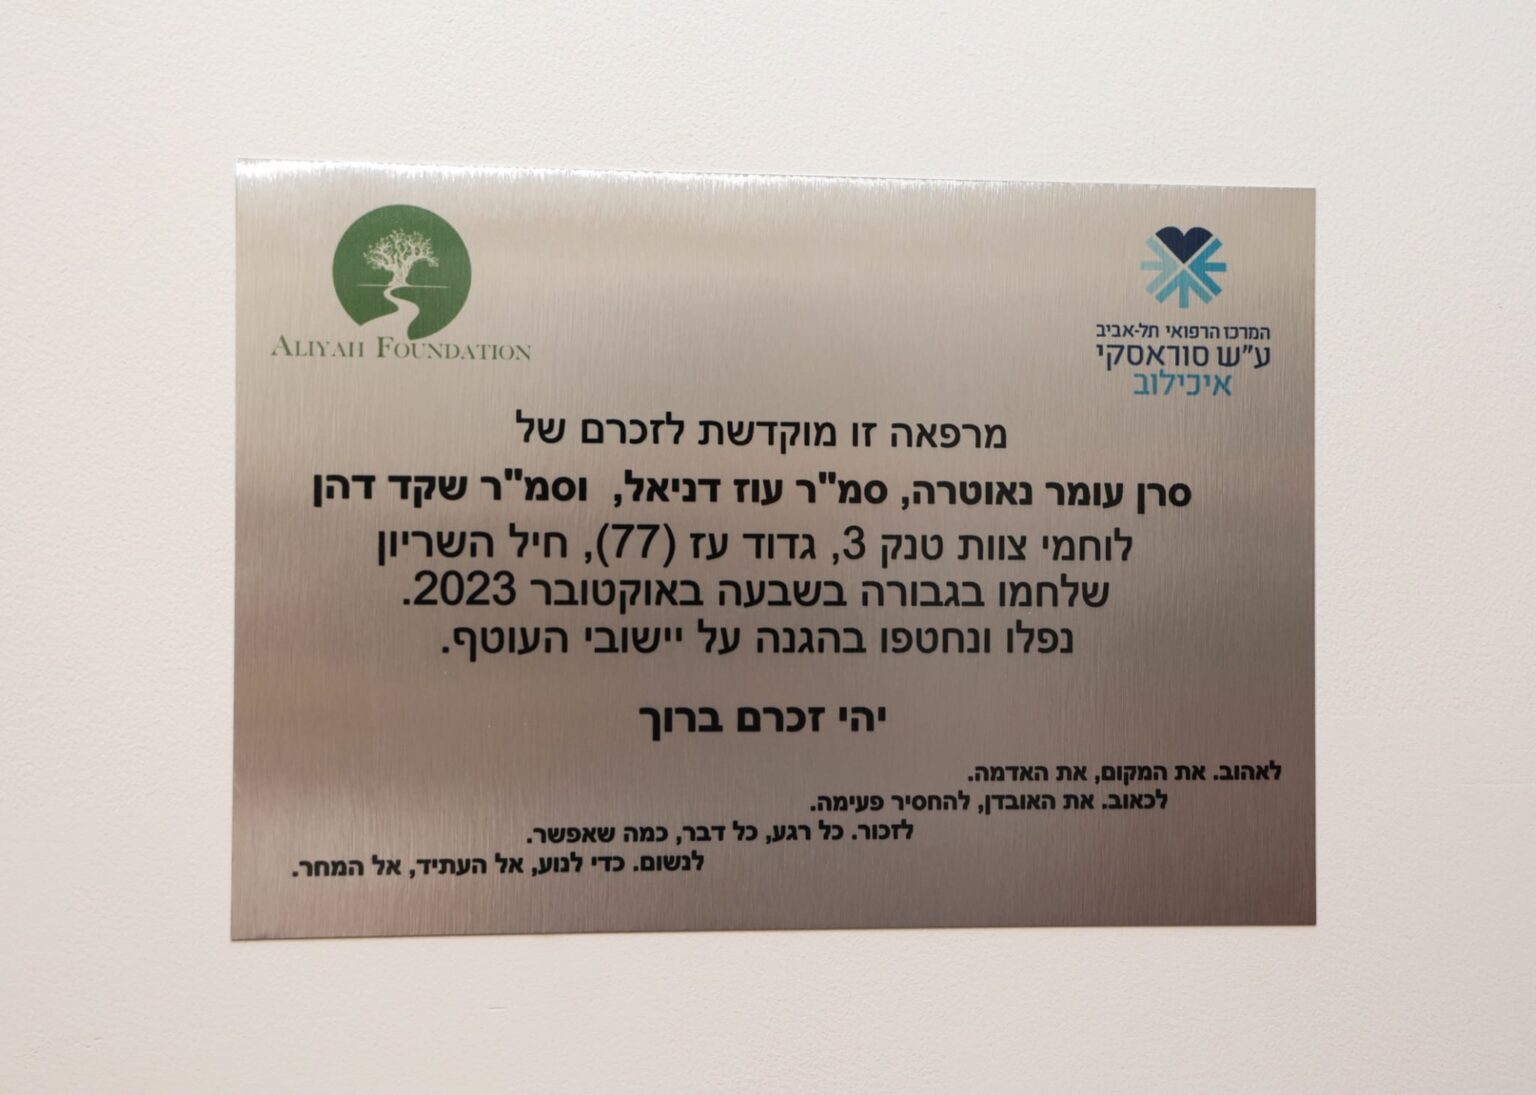 ALIYAH FOUNDATION
המרכז הרפואי תל-אביב
ע"ש סוראסקי
איכילוב
מרפאה זו מוקדשת לזכרם של
סרן עומר נאוטרה, סמ"ר עוז דניאל, וסמ"ר שקד דהן
לוחמי צוות טנק 3, גדוד עז (77), חיל השריון
שלחמו בגבורה בשבעה באוקטובר 2023.
נפלו ונחטפו בהגנה על יישובי העוטף.
יהי זכרם ברוך
לאהוב. את המקום, את האדמה.
לכאוב. את האובדן, להחסיר פעימה.
לזכור. כל רגע, כל דבר, כמה שאפשר.
לנשום. כדי לנוע, אל העתיד, אל המחר.